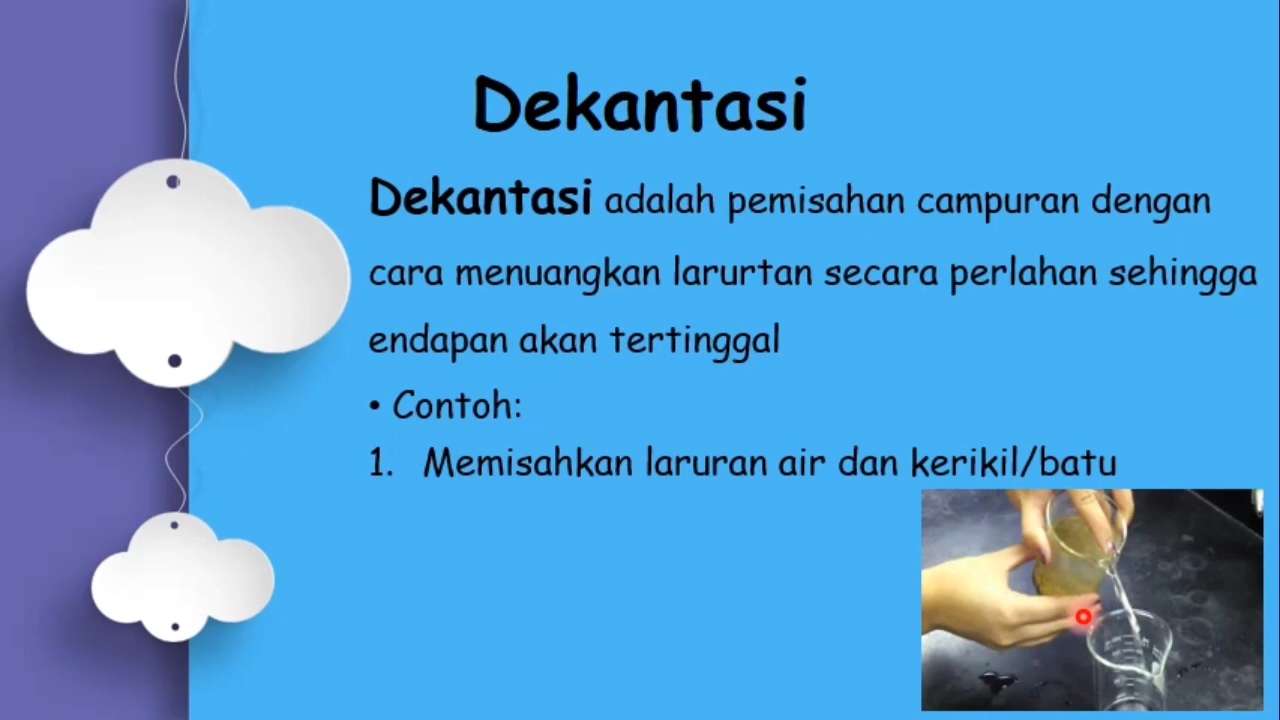 Dekantasi
Dekantasi adalah pemisahan campuran dengan
cara menuangkan larurtan secara perlahan sehingga
endapan akan tertinggal
• Contoh:
1. Memisahkan laruran air dan kerikil/batu